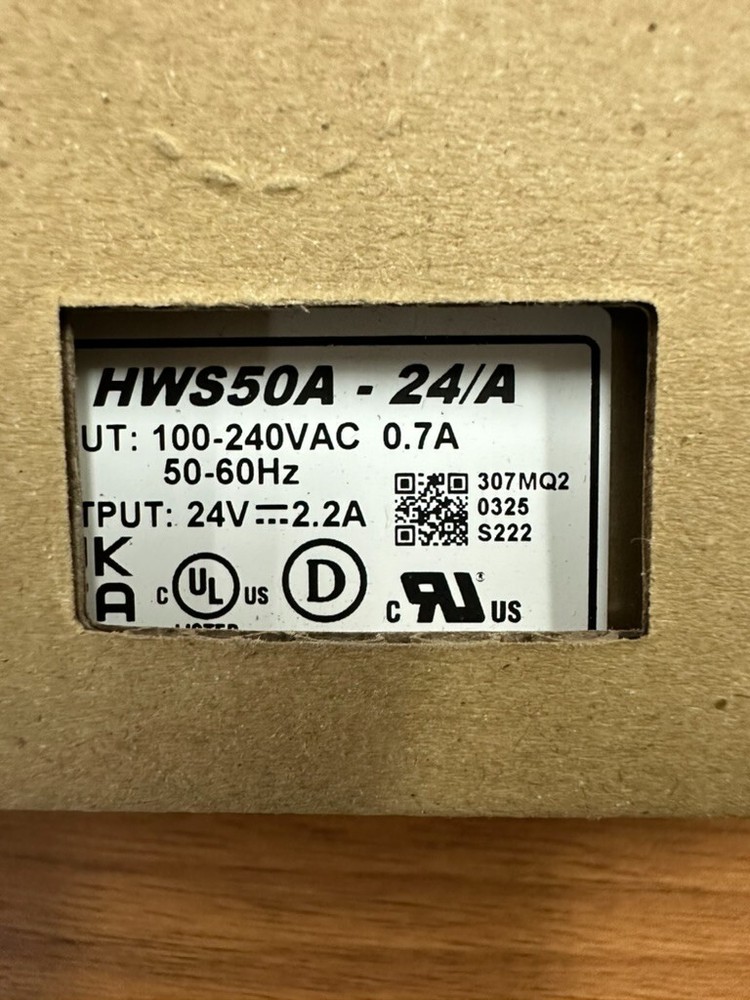 HWS50A - 24/A
UT: 100-240VAC 0.7A
50-60Hz
TPUT: 24V 2.2A
307MQ2
0325
S222
K
A
C UL US
D
C RU US